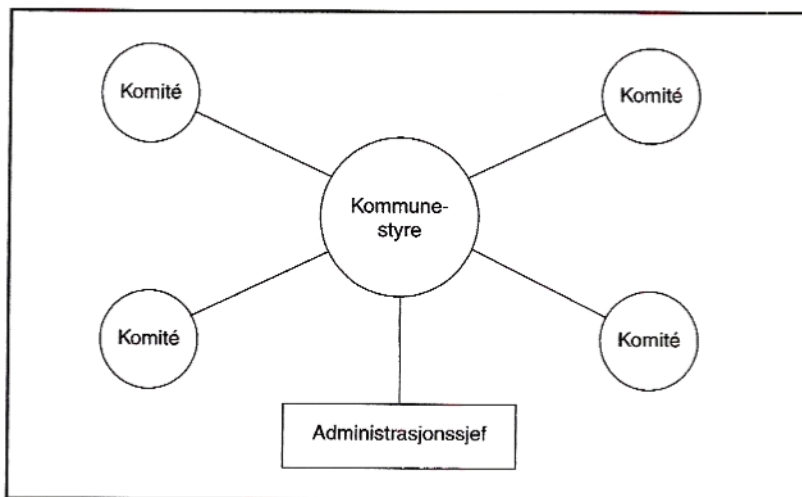 Komité
Komité
Kommune-
styre
Komité
Komité
Administrasjonssjef